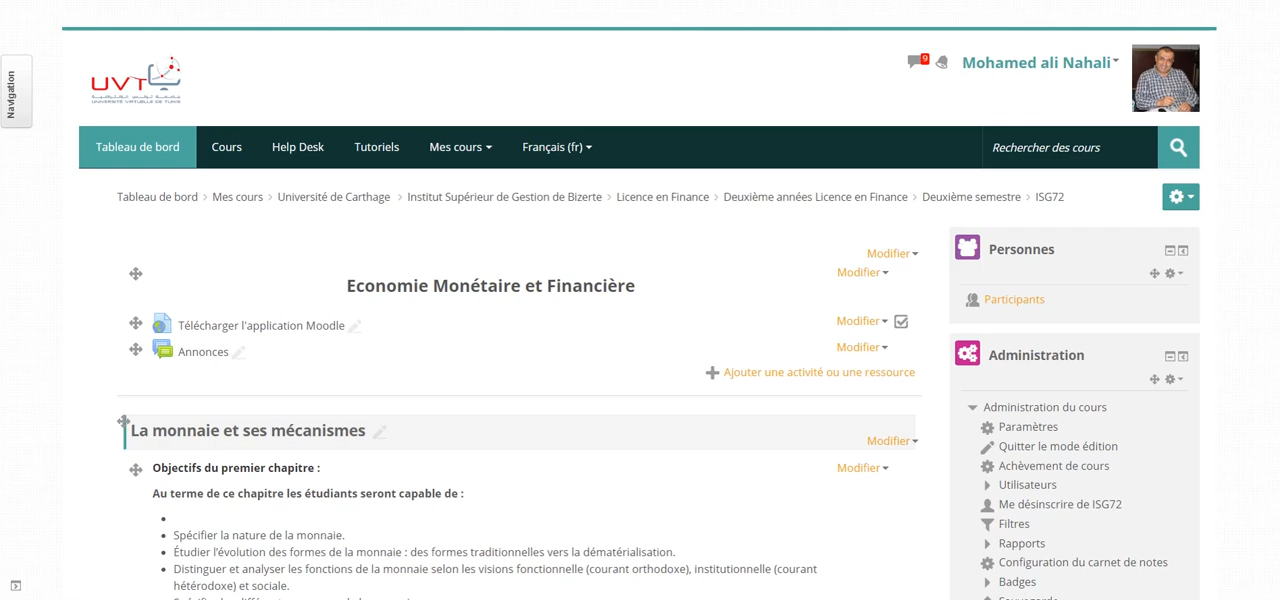 Navigation
UVT
UNIVERSITÉ VIRTUELLE DE TUNIS
9
Mohamed ali Nahali
Tableau de bord
Cours
Help Desk
Tutoriels
Mes cours
Français (fr)
Rechercher des cours
Tableau de bord > Mes cours > Université de Carthage > Institut Supérieur de Gestion de Bizerte > Licence en Finance > Deuxième années Licence en Finance > Deuxième semestre > ISG72
Modifier
Modifier
Economie Monétaire et Financière
Télécharger l'application Moodle
Modifier
Annonces
Modifier
Ajouter une activité ou une ressource
La monnaie et ses mécanismes
Modifier
Objectifs du premier chapitre :
Modifier
Au terme de ce chapitre les étudiants seront capable de :
Spécifier la nature de la monnaie.
Étudier l'évolution des formes de la monnaie : des formes traditionnelles vers la dématérialisation.
Distinguer et analyser les fonctions de la monnaie selon les visions fonctionnelle (courant orthodoxe), institutionnelle (courant
hétérodoxe) et sociale.
Personnes
Participants
Administration
Administration du cours
Paramètres
Quitter le mode édition
Achèvement de cours
Utilisateurs
Me désinscrire de ISG72
Filtres
Rapports
Configuration du carnet de notes
Badges